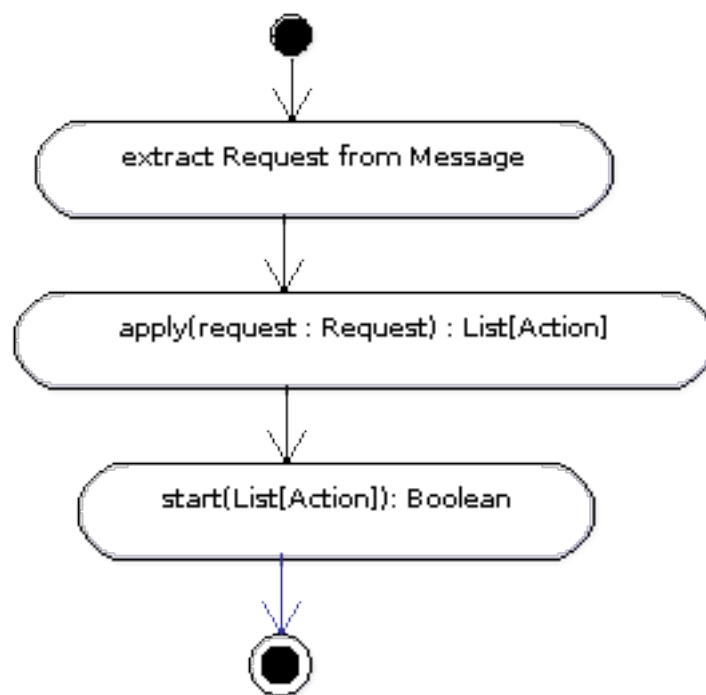 extract Request from Message
apply(request : Request) : List[Action]
start(List[Action]): Boolean